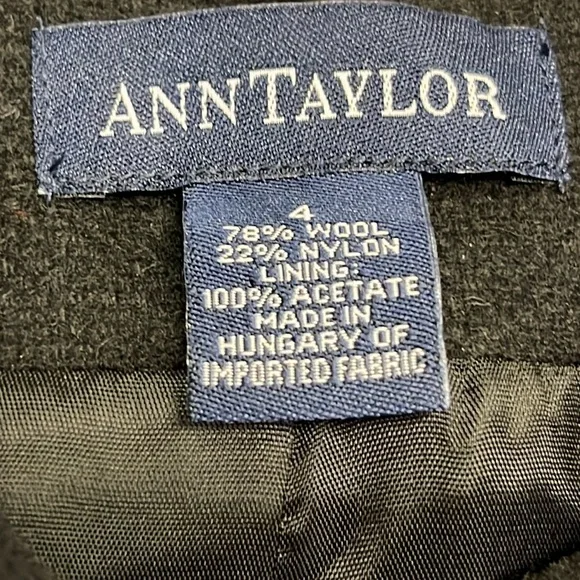 ANNTAYLOR
4
78% WOOL
22% NYLON
LINING:
100% ACETATE
MADE IN
HUNGARY OF
IMPORTED FABRIC